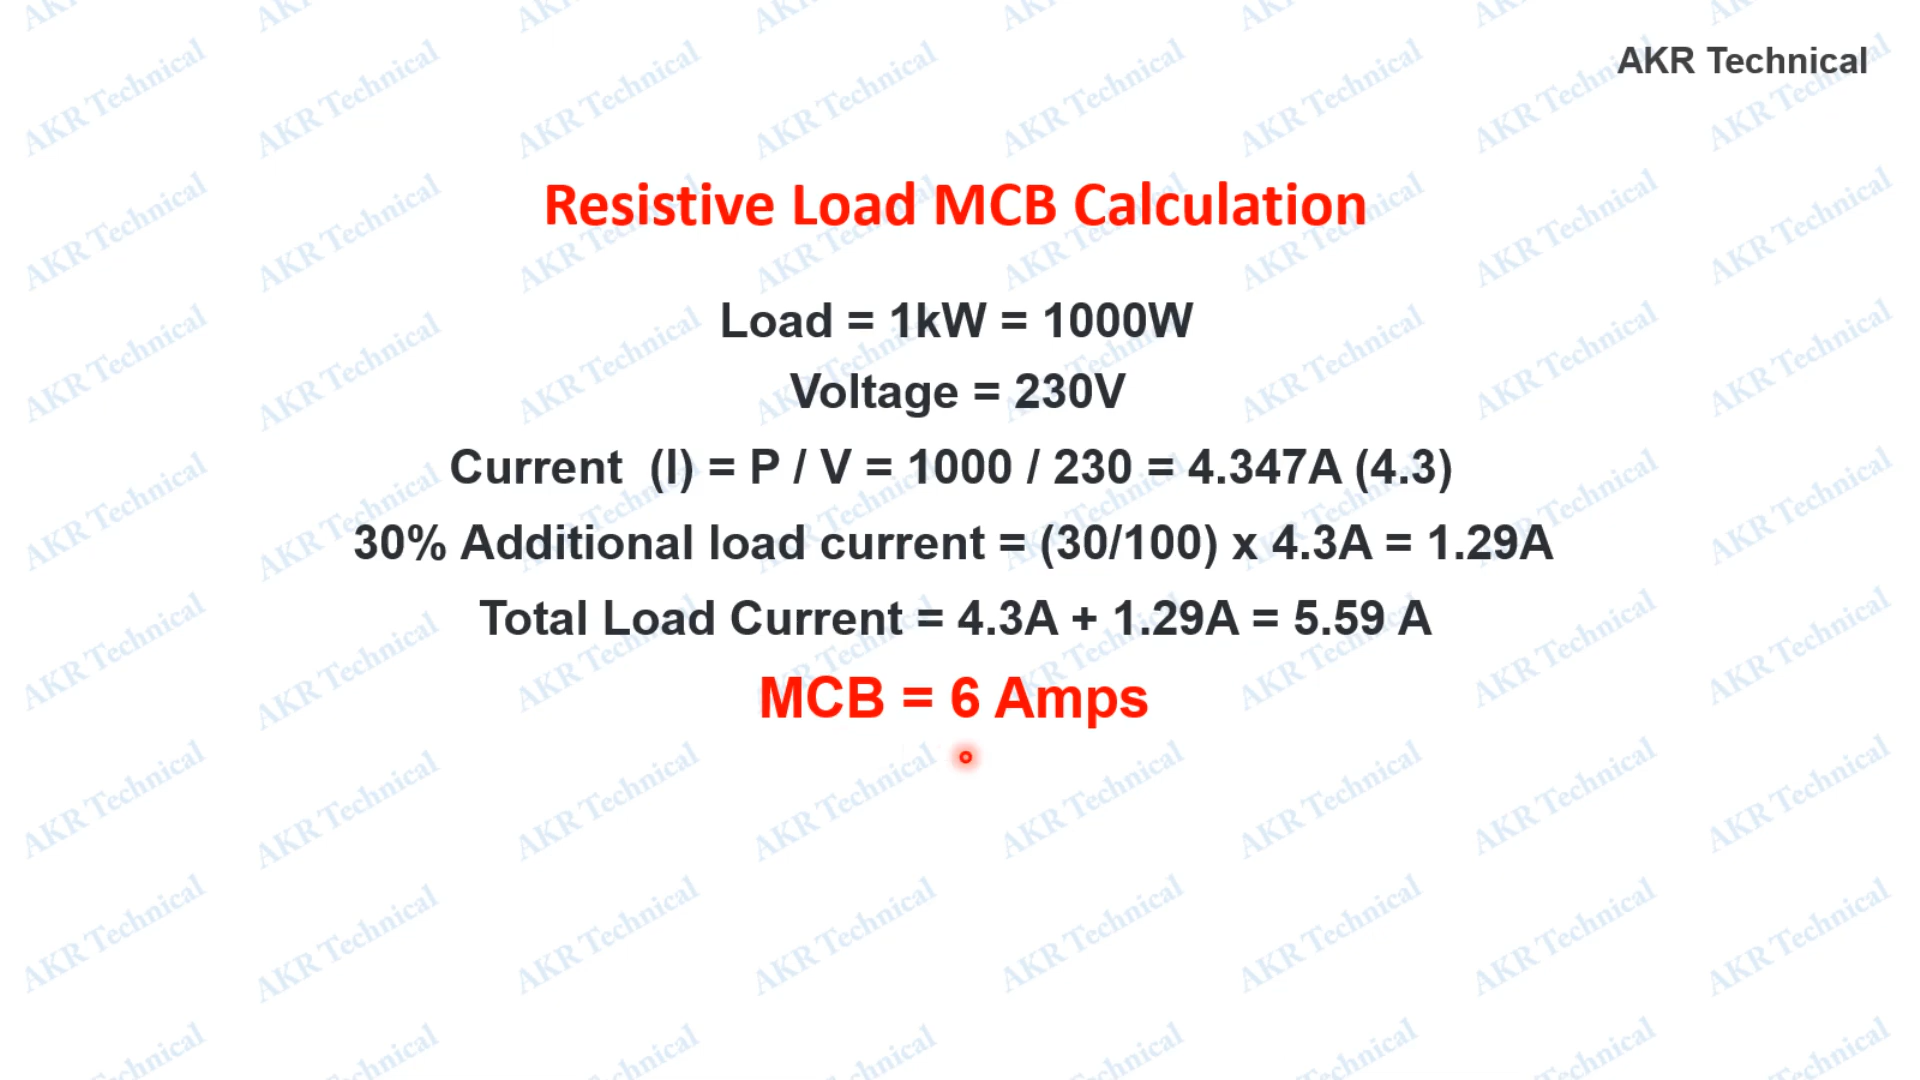 AKR Technical
Resistive Load MCB Calculation
Load = 1kW = 1000W
Voltage = 230V
Current (I) = P / V = 1000 / 230 = 4.347A (4.3)
30% Additional load current = (30/100) x 4.3A = 1.29A
Total Load Current = 4.3A + 1.29A = 5.59 A
MCB = 6 Amps